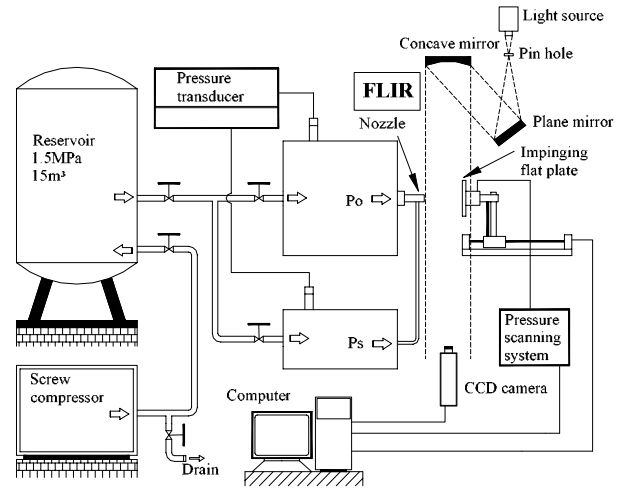 Light source
Concave mirror
Pin hole
Pressure
transducer
FLIR
Nozzle
Plane mirror
Reservoir
1.5MPa
15m³
Impinging
flat plate
Po
Ps
Pressure
scanning
system
Screw
compressor
Computer
CCD camera
Drain